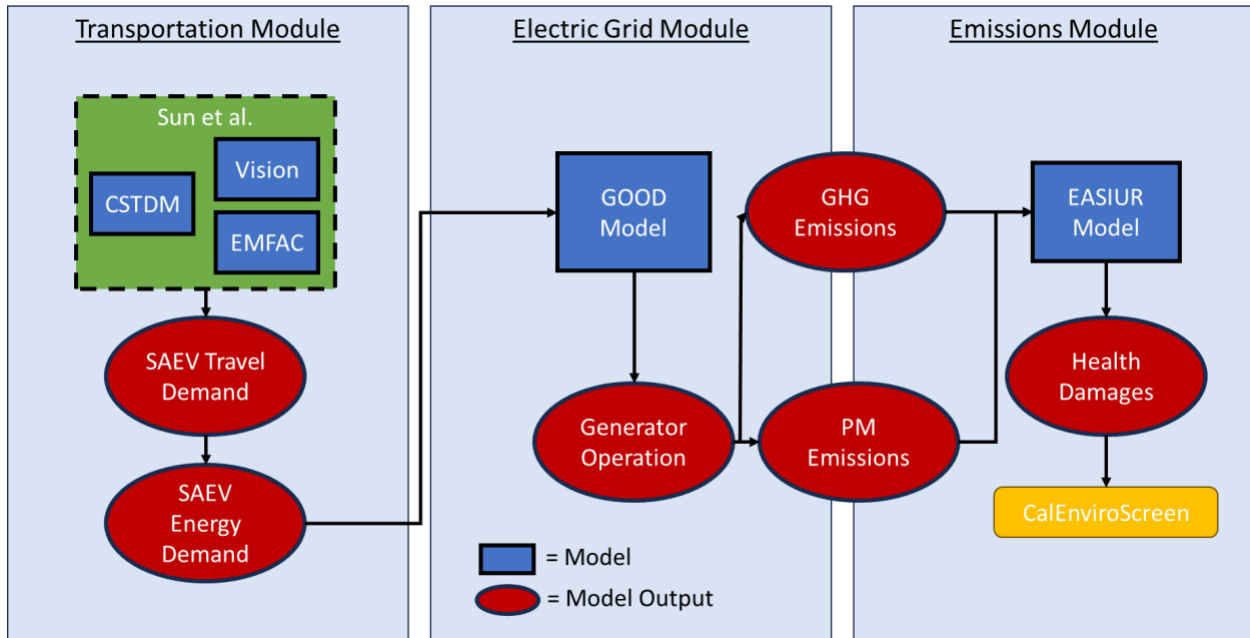 Transportation Module
Sun et al.
CSTDM
Vision
EMFAC
SAEV Travel
Demand
SAEV
Energy
Demand
Electric Grid Module
GOOD
Model
Generator
Operation
GHG
Emissions
PM
Emissions
= Model
= Model Output
Emissions Module
EASIUR
Model
Health
Damages
CalEnviroScreen